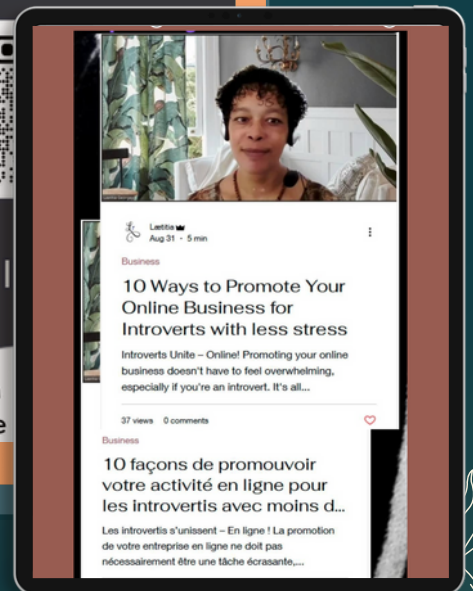 Lætitia
Aug 31 · 5 min
Business
10 Ways to Promote Your
Online Business for
Introverts with less stress
Introverts Unite – Online! Promoting your online
business doesn't have to feel overwhelming,
especially if you're an introvert. It's all...
37 views 0 comments
Business
10 façons de promouvoir
votre activité en ligne pour
les introvertis avec moins d...
Les introvertis s'unissent – En ligne ! La promotion
de votre entreprise en ligne ne doit pas
nécessairement être une tâche écrasante,...
e